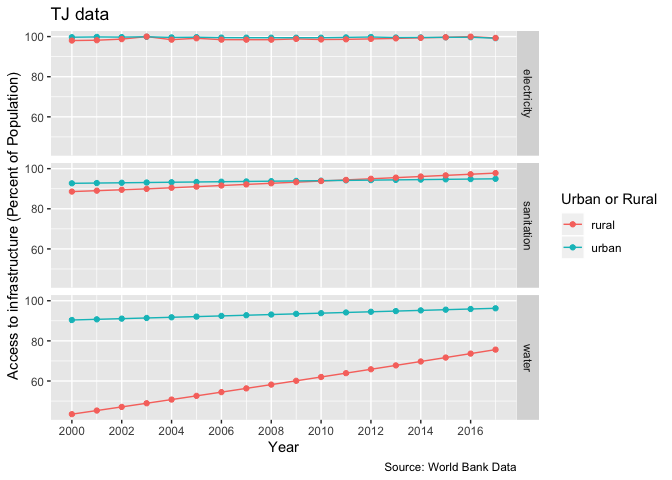 TJ data
Access to infrastructure (Percent of Population)
100
80
60
electricity
100
80
60
sanitation
100
80
60
water
2000 2002 2004 2006 2008 2010 2012 2014 2016
Year
Source: World Bank Data
Urban or Rural
rural
urban